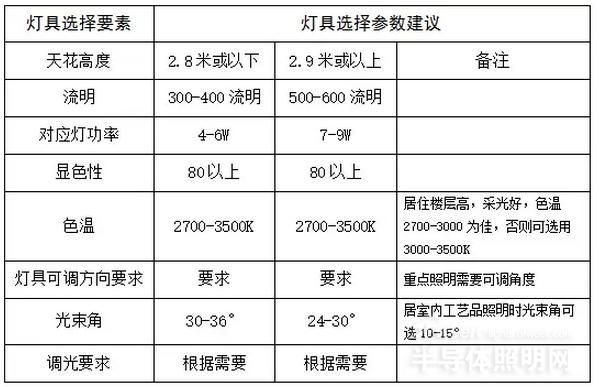 灯具选择要素 灯具选择参数建议
天花高度 2.8 米或以下 2.9 米或以上 备注
流明 300-400 流明 500-600 流明
对应灯功率 4-6W 7-9W
显色性 80 以上 80 以上
色温 2700-3500K 2700-3500K 居住楼层高，采光好，色温
2700-3000 为佳，否则可选用
3000-3500K
灯具可调方向要求 要求 要求 重点照明需要可调角度
光束角 30-36° 24-30° 居室内工艺品照明时光束角可
选 10-15°
调光要求 根据需要 根据需要
半导体照明网